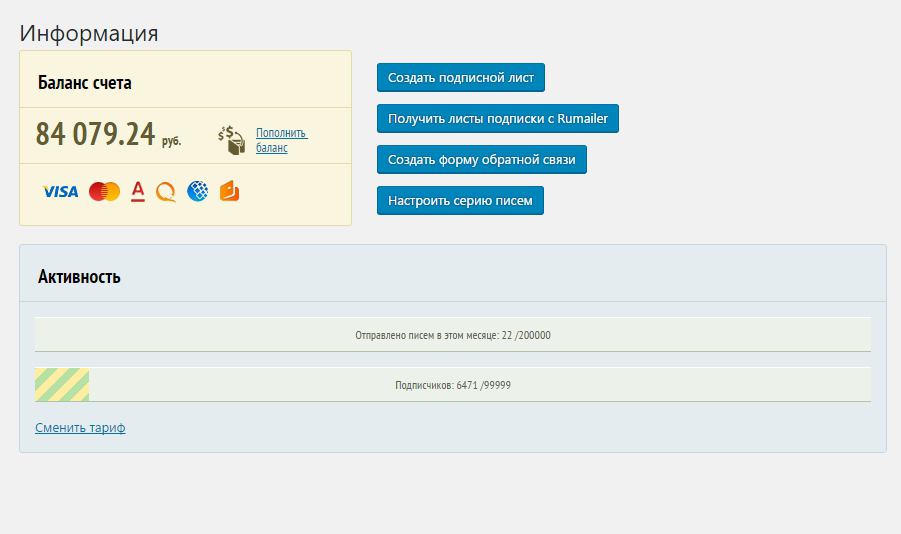 Информация
Баланс счета
84 079.24 руб.
Пополнить
баланс
VISA
Создать подписной лист
Получить листы подписки с Rumailer
Создать форму обратной связи
Настроить серию писем
Активность
Отправлено писем в этом месяце: 22 /200000
Подписчиков: 6471 /99999
Сменить тариф